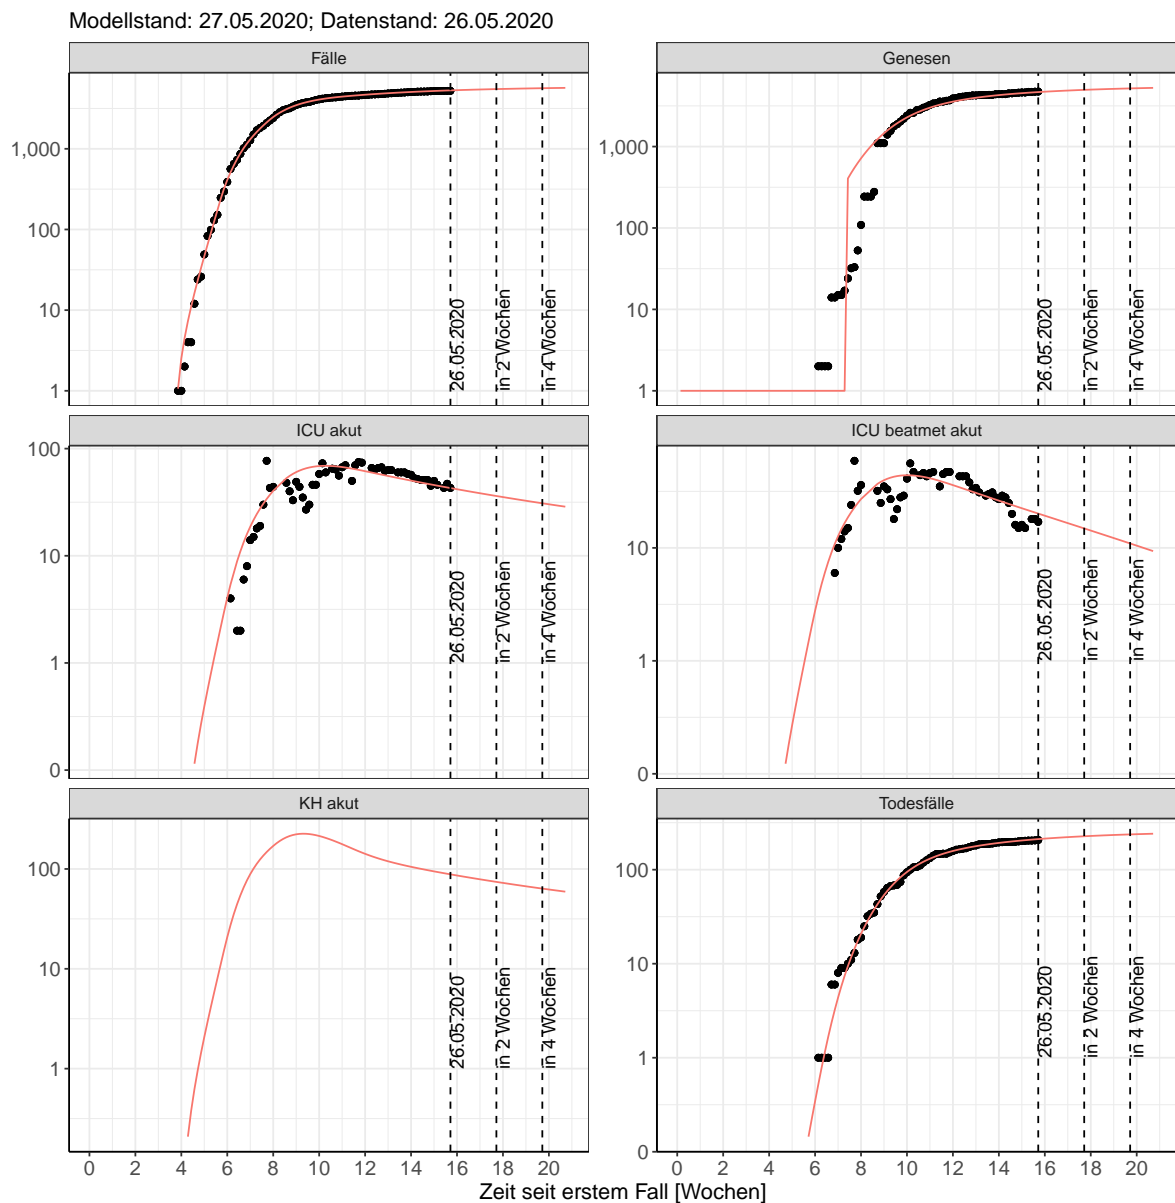 Modellstand: 27.05.2020; Datenstand: 26.05.2020
Fälle
Genesen
1,000
100
10
1
26.05.2020
in 2 Wochen
in 4 Wochen
1,000
100
10
1
26.05.2020
in 2 Wochen
in 4 Wochen
ICU akut
ICU beatmet akut
100
10
1
0
26.05.2020
in 2 Wochen
in 4 Wochen
10
1
0
26.05.2020
in 2 Wochen
in 4 Wochen
KH akut
Todesfälle
100
10
1
26.05.2020
in 2 Wochen
in 4 Wochen
100
10
1
0
26.05.2020
in 2 Wochen
in 4 Wochen
0 2 4 6 8 10 12 14 16 18 20
0 2 4 6 8 10 12 14 16 18 20
Zeit seit erstem Fall [Wochen]